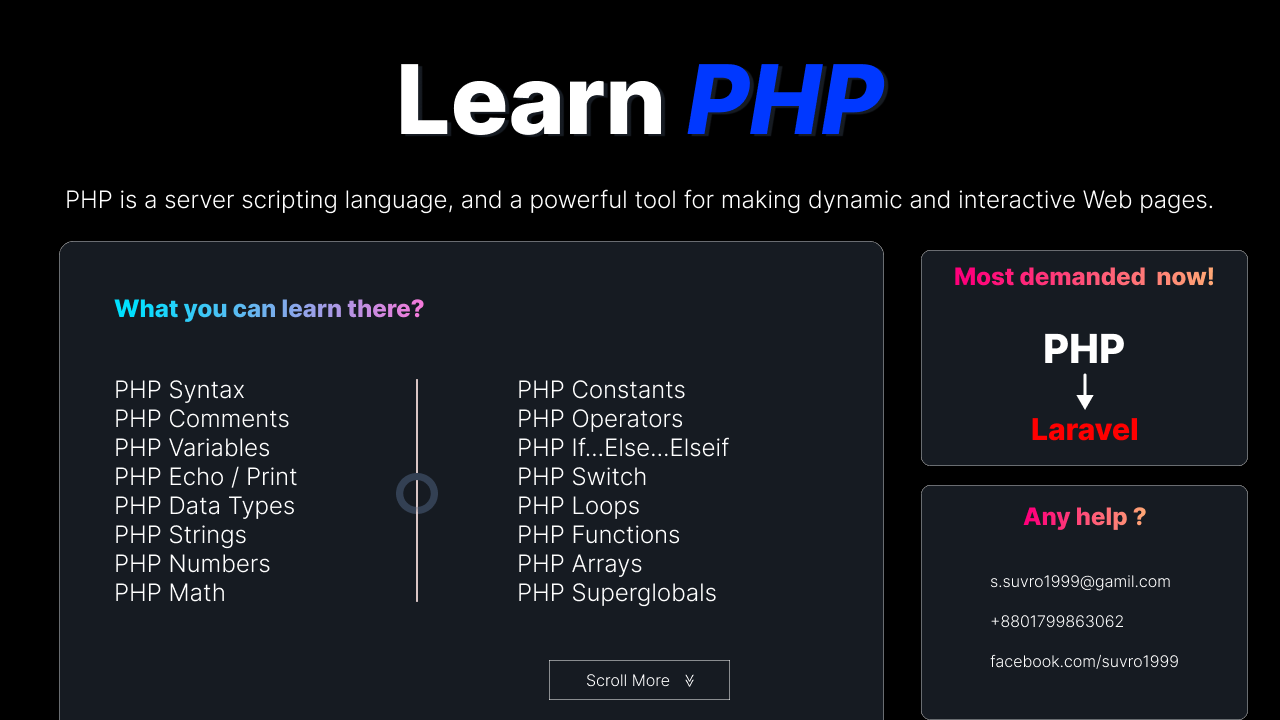 Learn PHP
PHP is a server scripting language, and a powerful tool for making dynamic and interactive Web pages.
What you can learn there?
PHP Syntax
PHP Comments
PHP Variables
PHP Echo / Print
PHP Data Types
PHP Strings
PHP Numbers
PHP Math
PHP Constants
PHP Operators
PHP If...Else...Elseif
PHP Switch
PHP Loops
PHP Functions
PHP Arrays
PHP Superglobals
Scroll More
Most demanded now!
PHP
Laravel
Any help ?
s.suvro1999@gamil.com
+8801799863062
facebook.com/suvro1999